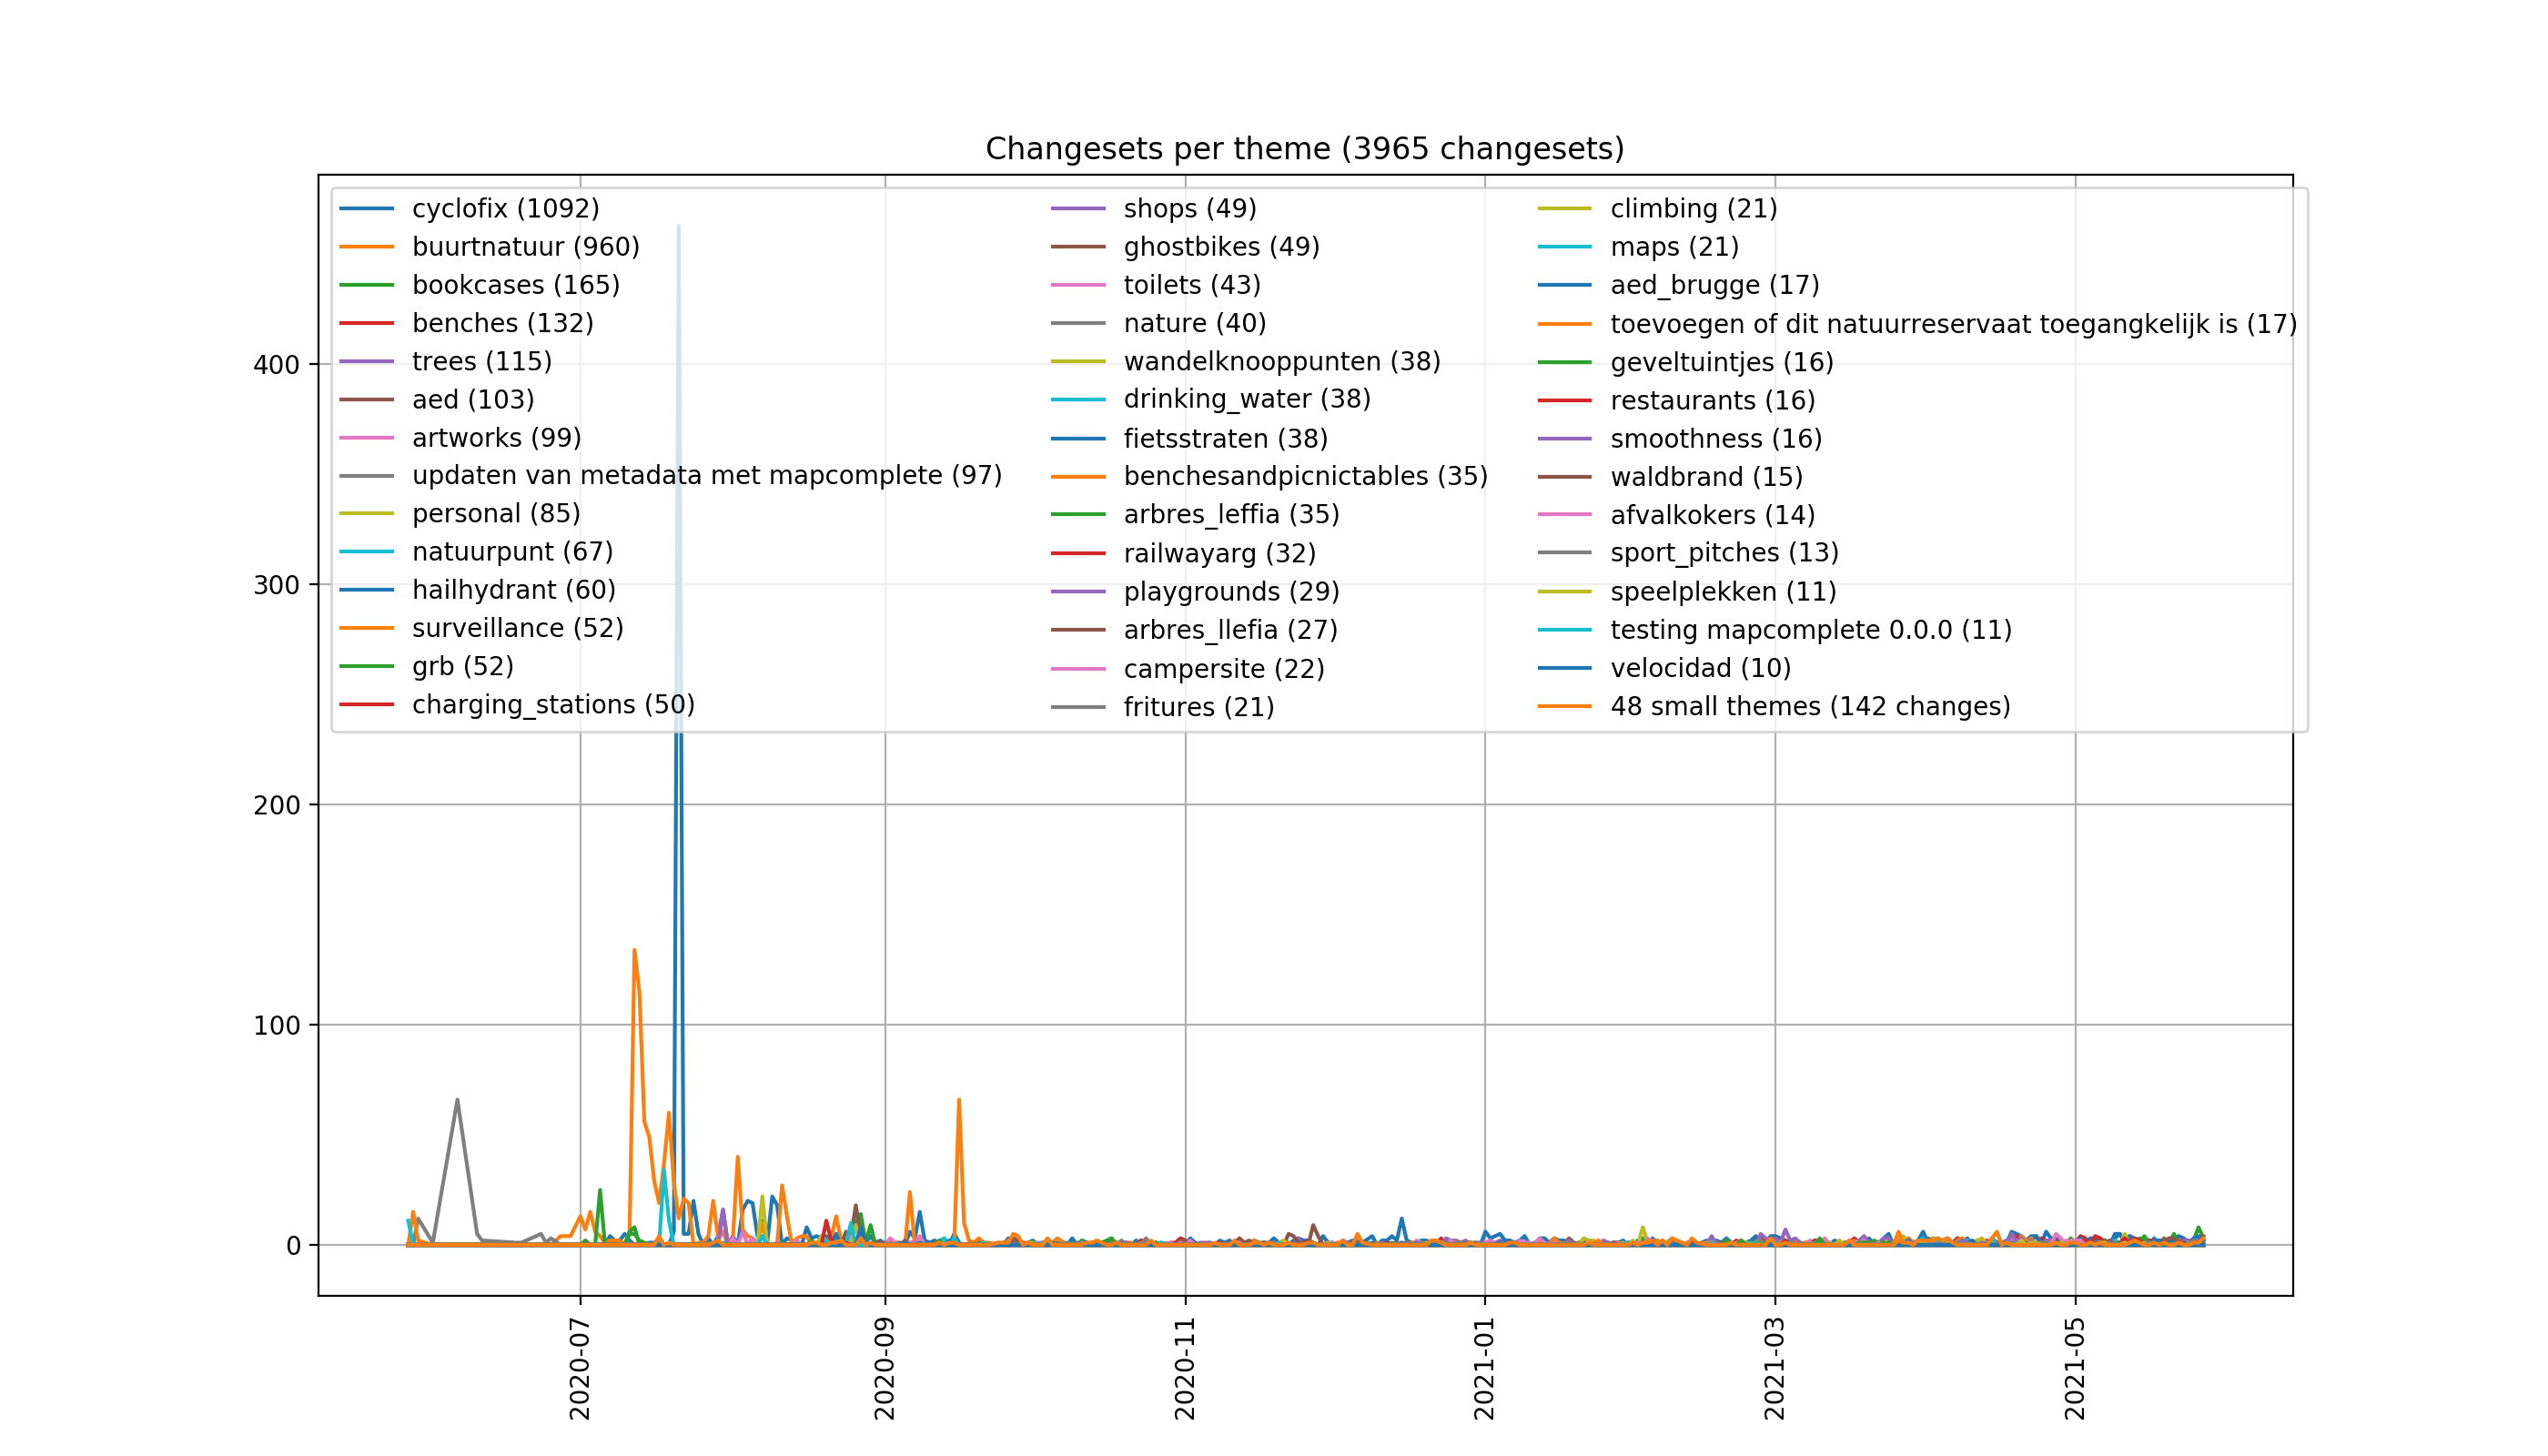 Changesets per theme (3965 changesets)
cyclofix (1092)
buurtnatuur (960)
bookcases (165)
benches (132)
trees (115)
aed (103)
artworks (99)
updaten van metadata met mapcomplete (97)
personal (85)
natuurpunt (67)
hailhydrant (60)
surveillance (52)
grb (52)
charging_stations (50)
shops (49)
ghostbikes (49)
toilets (43)
nature (40)
wandelknooppunten (38)
drinking_water (38)
fietsstraten (38)
benchesandpicnictables (35)
arbres_leffia (35)
railwayarg (32)
playgrounds (29)
arbres_llefia (27)
campersite (22)
fritures (21)
climbing (21)
maps (21)
aed_brugge (17)
toevoegen of dit natuurreservaat toegangkelijk is (17)
geveltuintjes (16)
restaurants (16)
smoothness (16)
waldbrand (15)
afvalkokers (14)
sport_pitches (13)
speelplekken (11)
testing mapcomplete 0.0.0 (11)
velocidad (10)
48 small themes (142 changes)
400
300
200
100
0
2020-07
2020-09
2020-11
2021-01
2021-03
2021-05